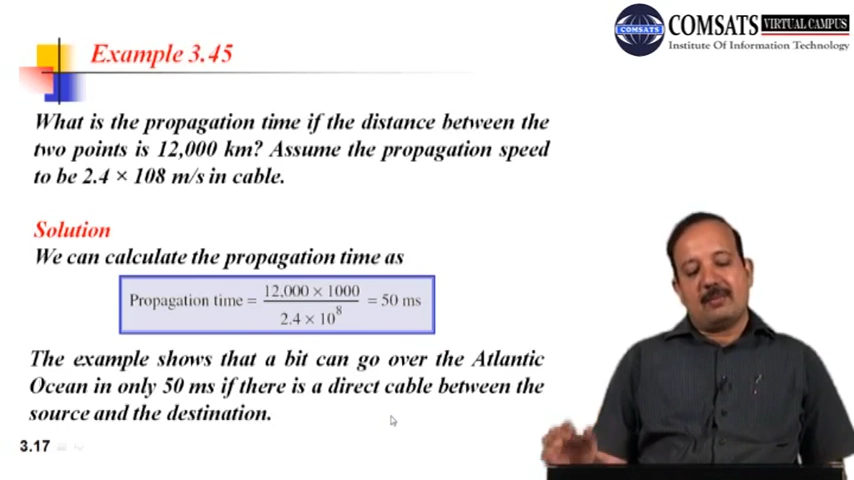 COMSATS VIRTUAL CAMPUS
COMSATS
Institute Of Information Technology
Example 3.45
What is the propagation time if the distance between the
two points is 12,000 km? Assume the propagation speed
to be 2.4 × 108 m/s in cable.
Solution
We can calculate the propagation time as
Propagation time = 12,000 × 1000 / 2.4 × 10⁸ = 50 ms
The example shows that a bit can go over the Atlantic
Ocean in only 50 ms if there is a direct cable between the
source and the destination.
3.17